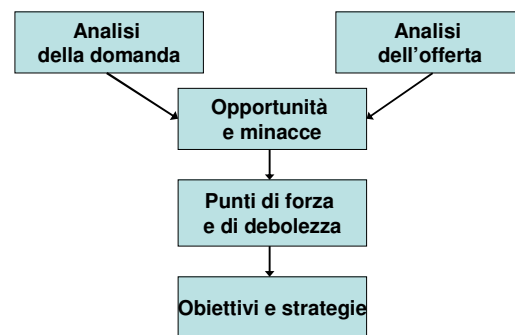 Analisi
della domanda
Analisi
dell'offerta
Opportunità
e minacce
Punti di forza
e di debolezza
Obiettivi e strategie